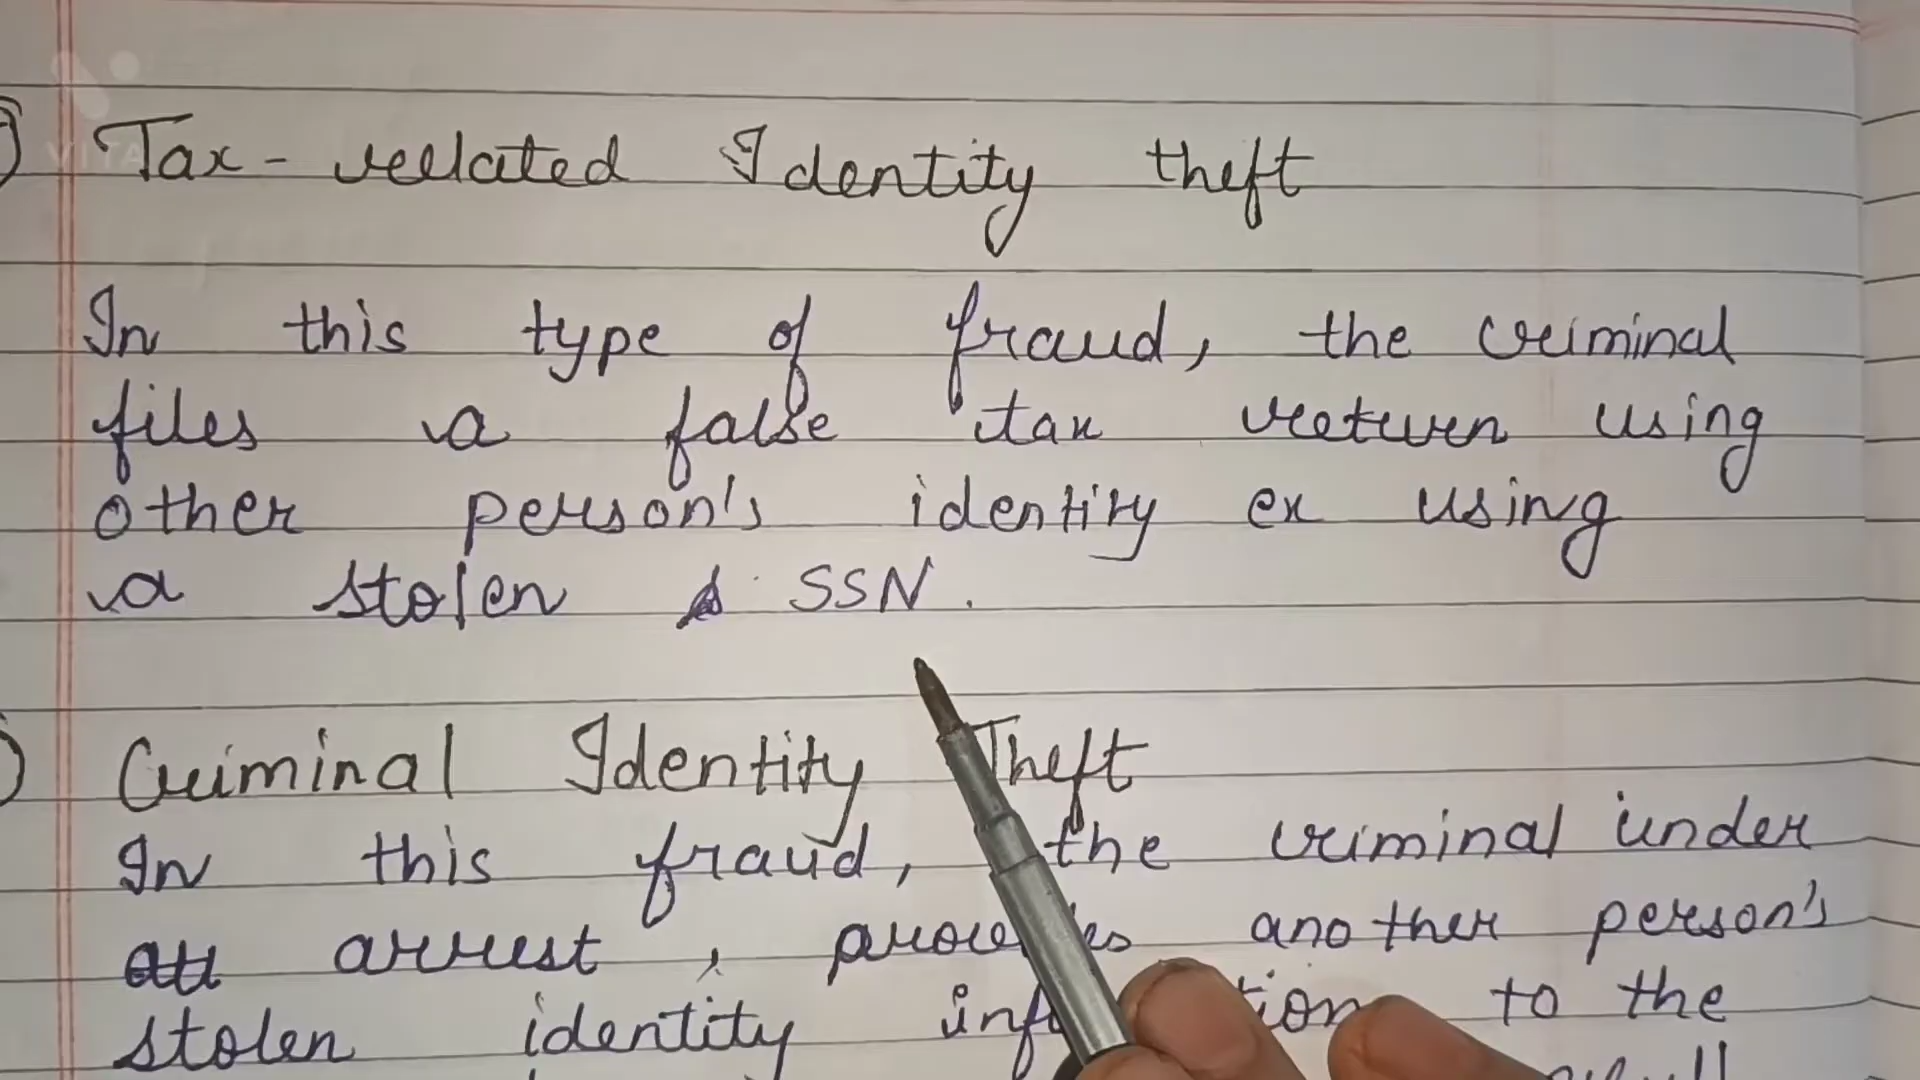 Tax-related Identity theft
In this type of fraud, the criminal
files a false tax return using
other person's identity ex using
a stolen SSN.
Criminal Identity Theft
In this fraud, the criminal under
arrest, another person's
stolen identity to the
VITA